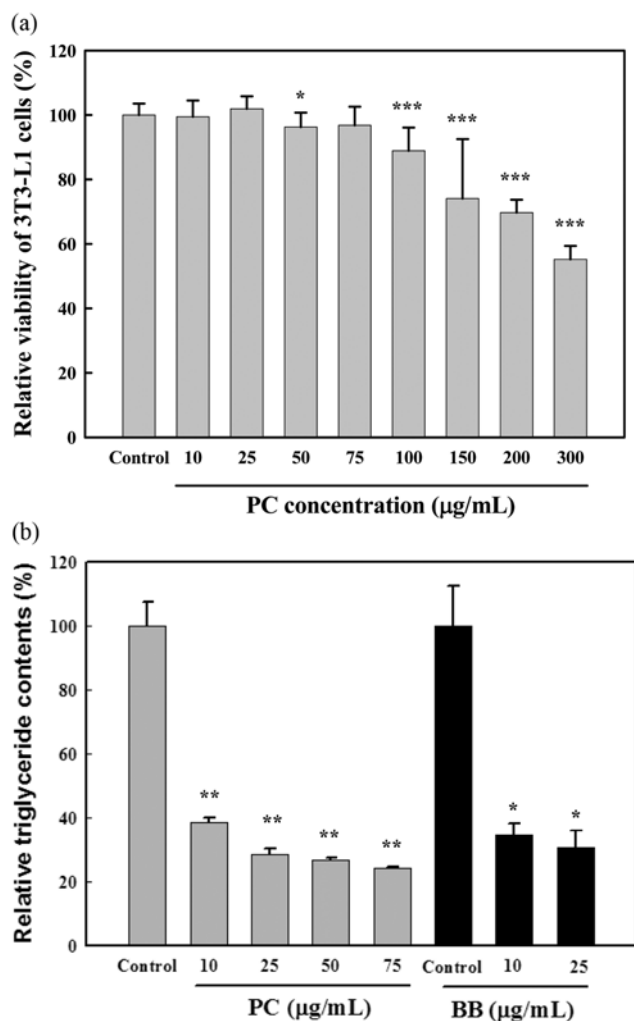 (a)
Relative viability of 3T3-L1 cells (%)
120
100
80
60
40
20
0
* *** *** *** ***
Control 10 25 50 75 100 150 200 300
PC concentration (μg/mL)
(b)
Relative triglyceride contents (%)
120
100
80
60
40
20
0
** ** ** ** * *
Control 10 25 50 75 Control 10 25
PC (μg/mL) BB (μg/mL)